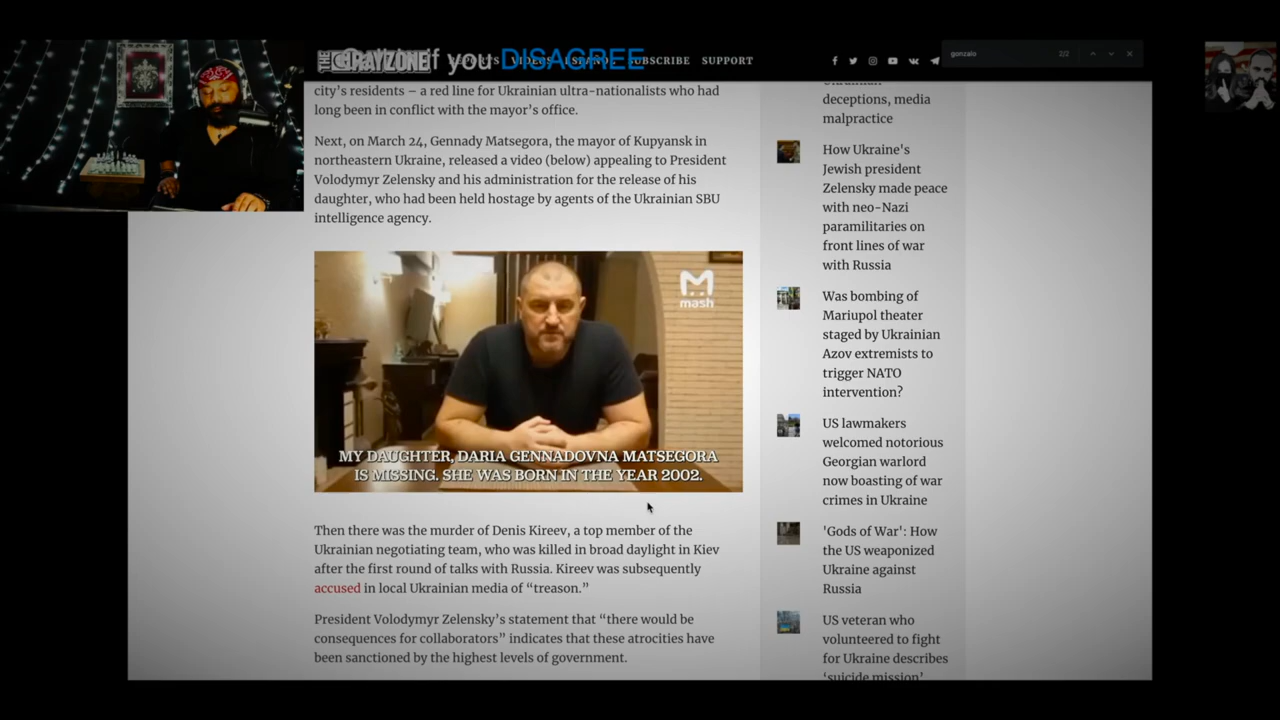 THE GRAYZONE
if you DISAGREE
SUBSCRIBE SUPPORT
gonzalo 2/2
city's residents – a red line for Ukrainian ultra-nationalists who had
long been in conflict with the mayor's office.
Next, on March 24, Gennady Matsegora, the mayor of Kupyansk in
northeastern Ukraine, released a video (below) appealing to President
Volodymyr Zelensky and his administration for the release of his
daughter, who had been held hostage by agents of the Ukrainian SBU
intelligence agency.
mash
MY DAUGHTER, DARIA GENNADOVNA MATSEGORA
IS MISSING. SHE WAS BORN IN THE YEAR 2002.
Then there was the murder of Denis Kireev, a top member of the
Ukrainian negotiating team, who was killed in broad daylight in Kiev
after the first round of talks with Russia. Kireev was subsequently
accused in local Ukrainian media of “treason.”
President Volodymyr Zelensky’s statement that “there would be
consequences for collaborators” indicates that these atrocities have
been sanctioned by the highest levels of government.
deceptions, media
malpractice
How Ukraine's
Jewish president
Zelensky made peace
with neo-Nazi
paramilitaries on
front lines of war
with Russia
Was bombing of
Mariupol theater
staged by Ukrainian
Azov extremists to
trigger NATO
intervention?
US lawmakers
welcomed notorious
Georgian warlord
now boasting of war
crimes in Ukraine
'Gods of War': How
the US weaponized
Ukraine against
Russia
US veteran who
volunteered to fight
for Ukraine describes
‘suicide mission’